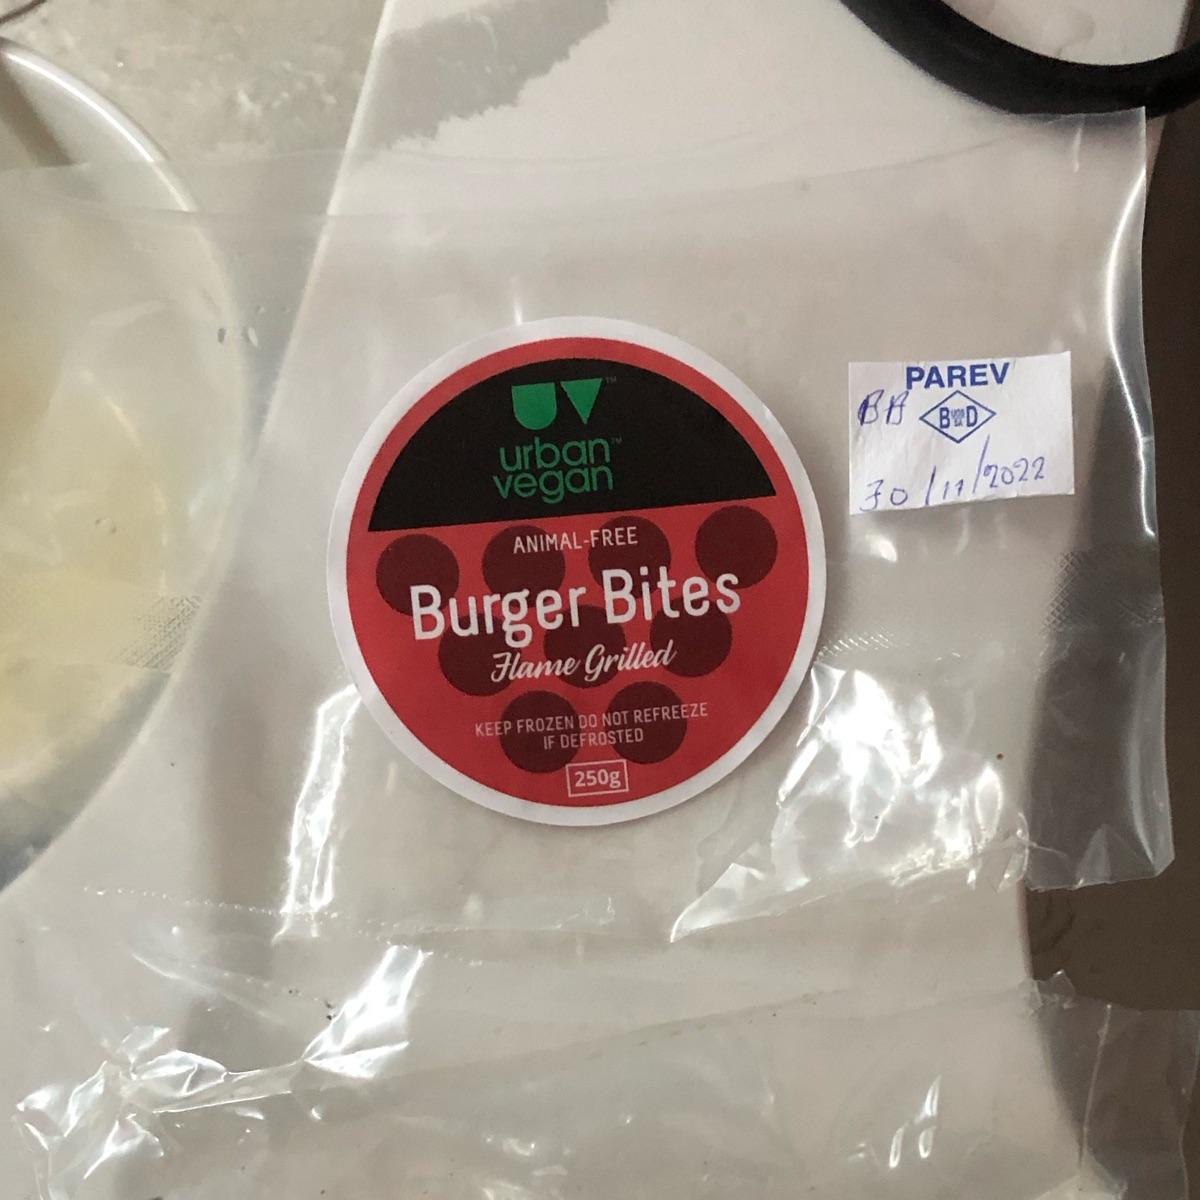 UV™
urban™
vegan
ANIMAL-FREE
Burger Bites
Flame Grilled
KEEP FROZEN DO NOT REFREEZE
IF DEFROSTED
250g
PAREV
BB
B D
30/11/2022